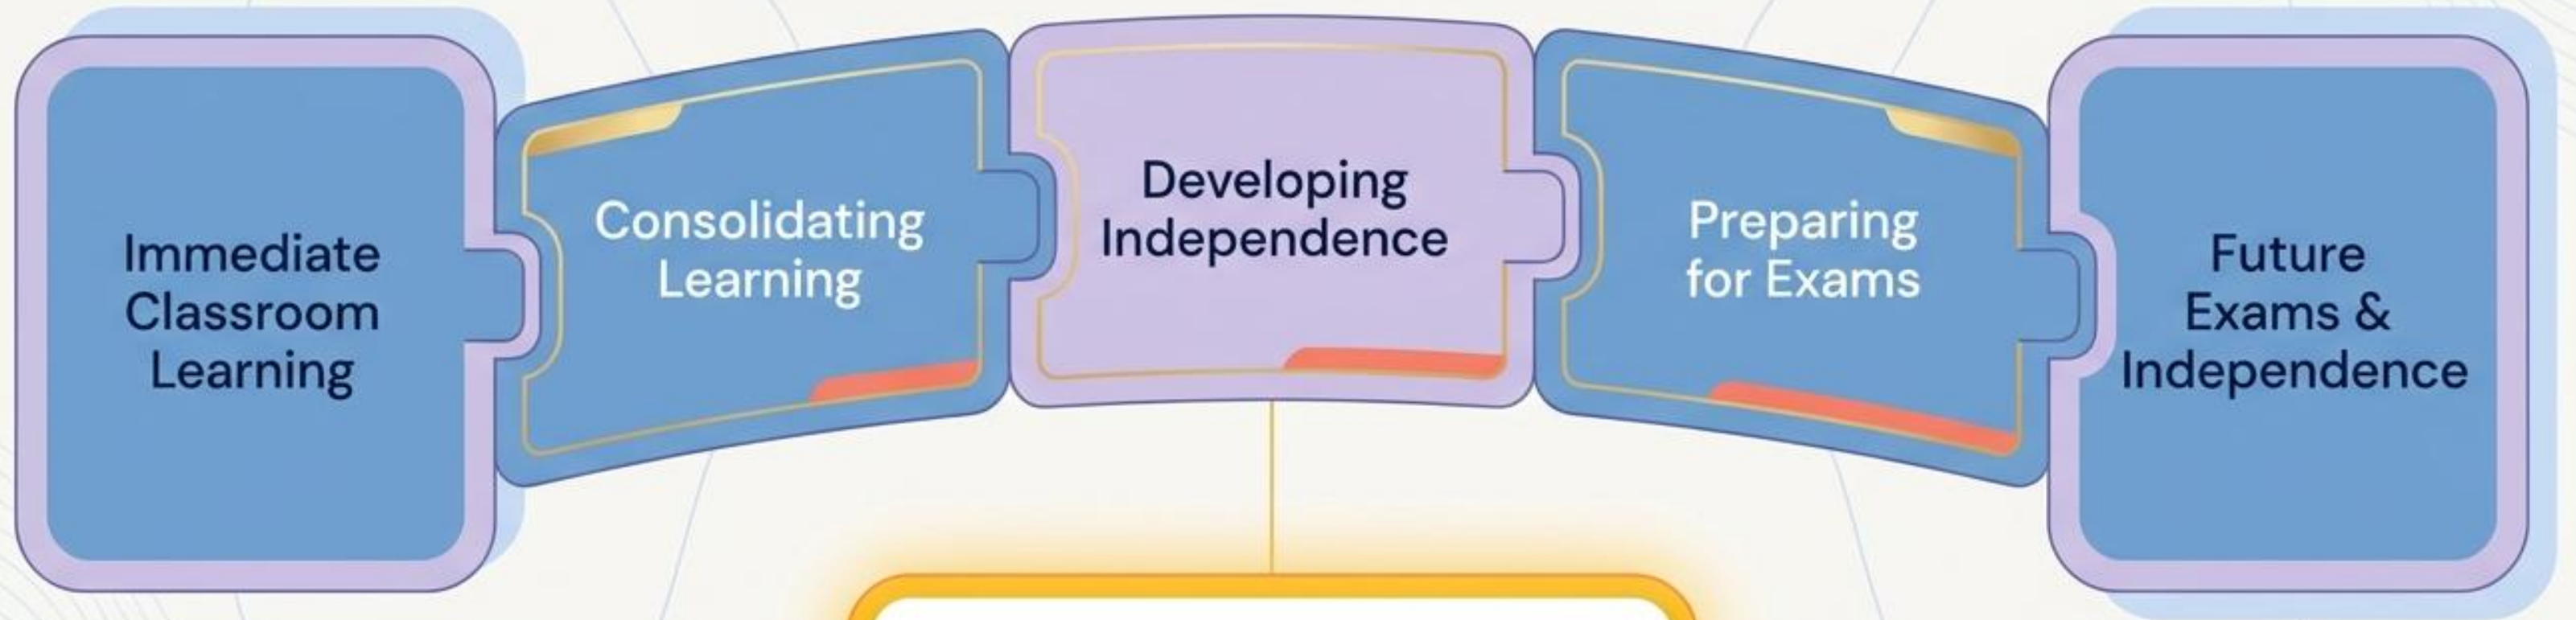 Immediate
Classroom
Learning
Consolidating
Learning
Developing
Independence
Preparing
for Exams
Future
Exams &
Independence